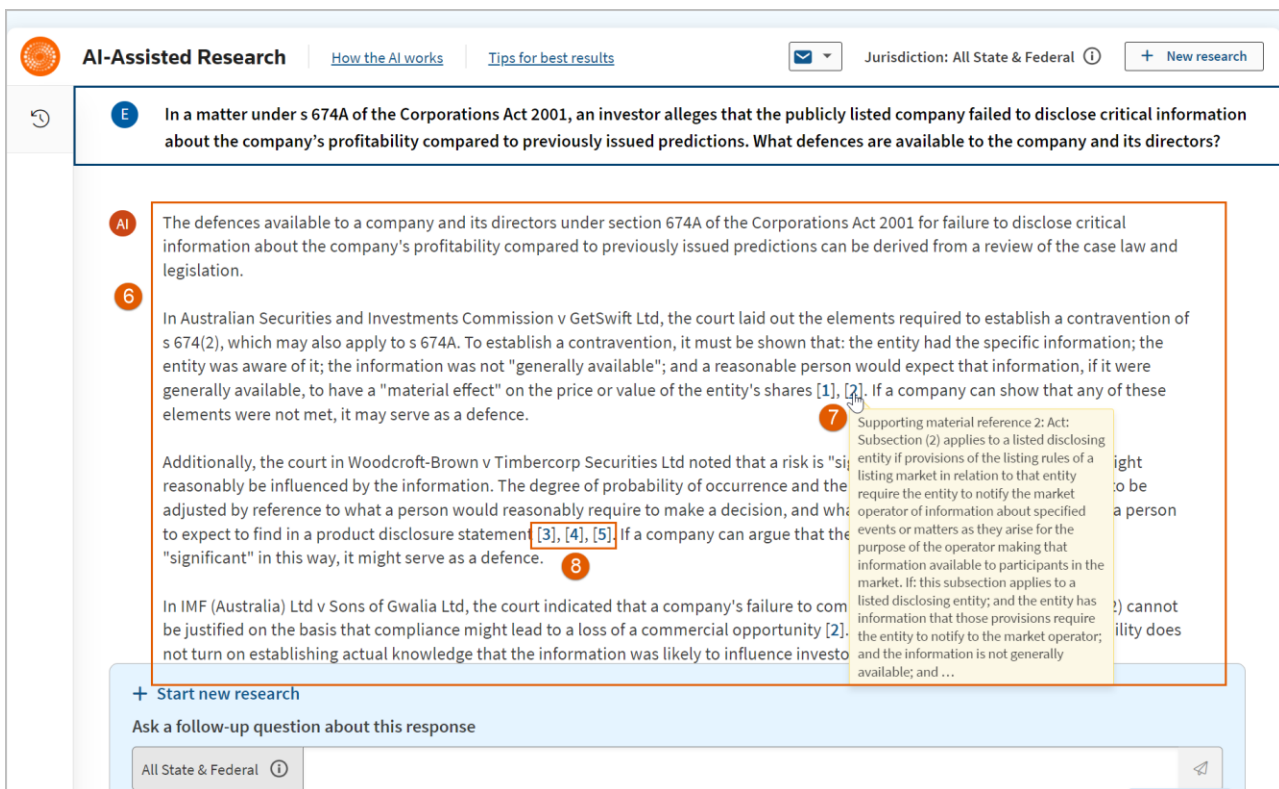 AI-Assisted Research
How the AI works
Tips for best results
Jurisdiction: All State & Federal
+ New research
E
In a matter under s 674A of the Corporations Act 2001, an investor alleges that the publicly listed company failed to disclose critical information
about the company's profitability compared to previously issued predictions. What defences are available to the company and its directors?
AI
The defences available to a company and its directors under section 674A of the Corporations Act 2001 for failure to disclose critical
information about the company's profitability compared to previously issued predictions can be derived from a review of the case law and
legislation.
6
In Australian Securities and Investments Commission v GetSwift Ltd, the court laid out the elements required to establish a contravention of
s 674(2), which may also apply to s 674A. To establish a contravention, it must be shown that: the entity had the specific information; the
entity was aware of it; the information was not "generally available"; and a reasonable person would expect that information, if it were
generally available, to have a "material effect" on the price or value of the entity's shares [1], [2]. If a company can show that any of these
elements were not met, it may serve as a defence.
7
Supporting material reference 2: Act:
Subsection (2) applies to a listed disclosing
entity if provisions of the listing rules of a
listing market in relation to that entity
require the entity to notify the market
operator of information about specified
events or matters as they arise for the
purpose of the operator making that
information available to participants in the
market. If: this subsection applies to a
listed disclosing entity; and the entity has
information that those provisions require
the entity to notify to the market operator;
and the information is not generally
available; and ...
Additionally, the court in Woodcroft-Brown v Timbercorp Securities Ltd noted that a risk is "si ight
reasonably be influenced by the information. The degree of probability of occurrence and the to be
adjusted by reference to what a person would reasonably require to make a decision, and wha a person
to expect to find in a product disclosure statement [3], [4], [5]. If a company can argue that the
"significant" in this way, it might serve as a defence.
8
In IMF (Australia) Ltd v Sons of Gwalia Ltd, the court indicated that a company's failure to com 2) cannot
be justified on the basis that compliance might lead to a loss of a commercial opportunity [2]. ility does
not turn on establishing actual knowledge that the information was likely to influence investo
+ Start new research
Ask a follow-up question about this response
All State & Federal